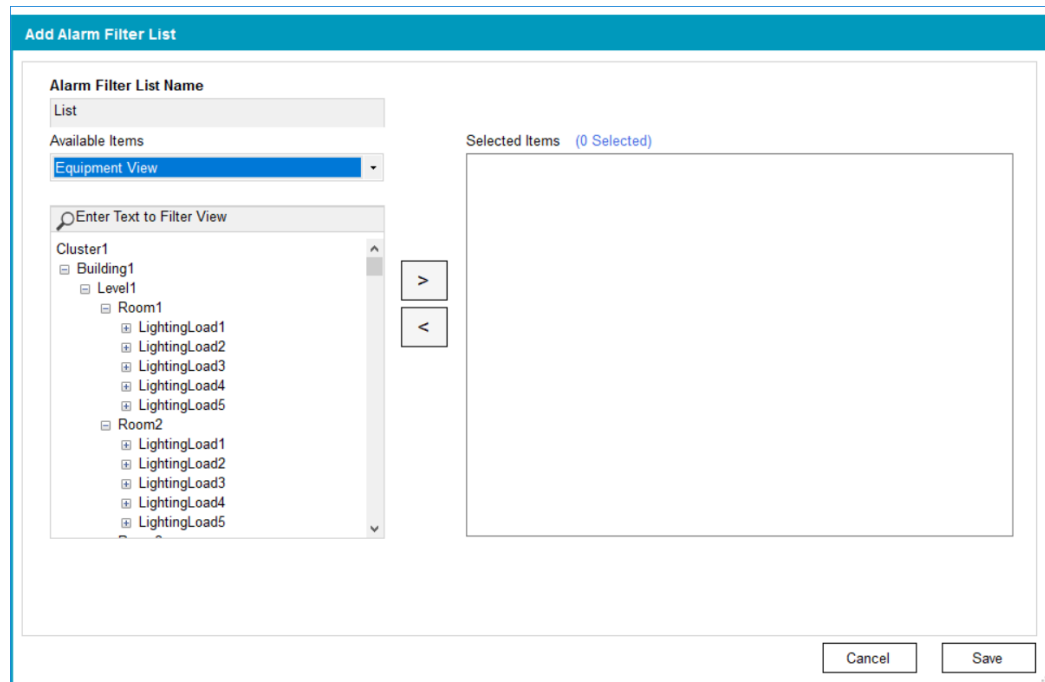 Add Alarm Filter List
Alarm Filter List Name
List
Available Items
Selected Items (0 Selected)
Equipment View
Enter Text to Filter View
Cluster1
Building1
Level1
Room1
LightingLoad1
LightingLoad2
LightingLoad3
LightingLoad4
LightingLoad5
Room2
LightingLoad1
LightingLoad2
LightingLoad3
LightingLoad4
LightingLoad5
>
<
Cancel
Save